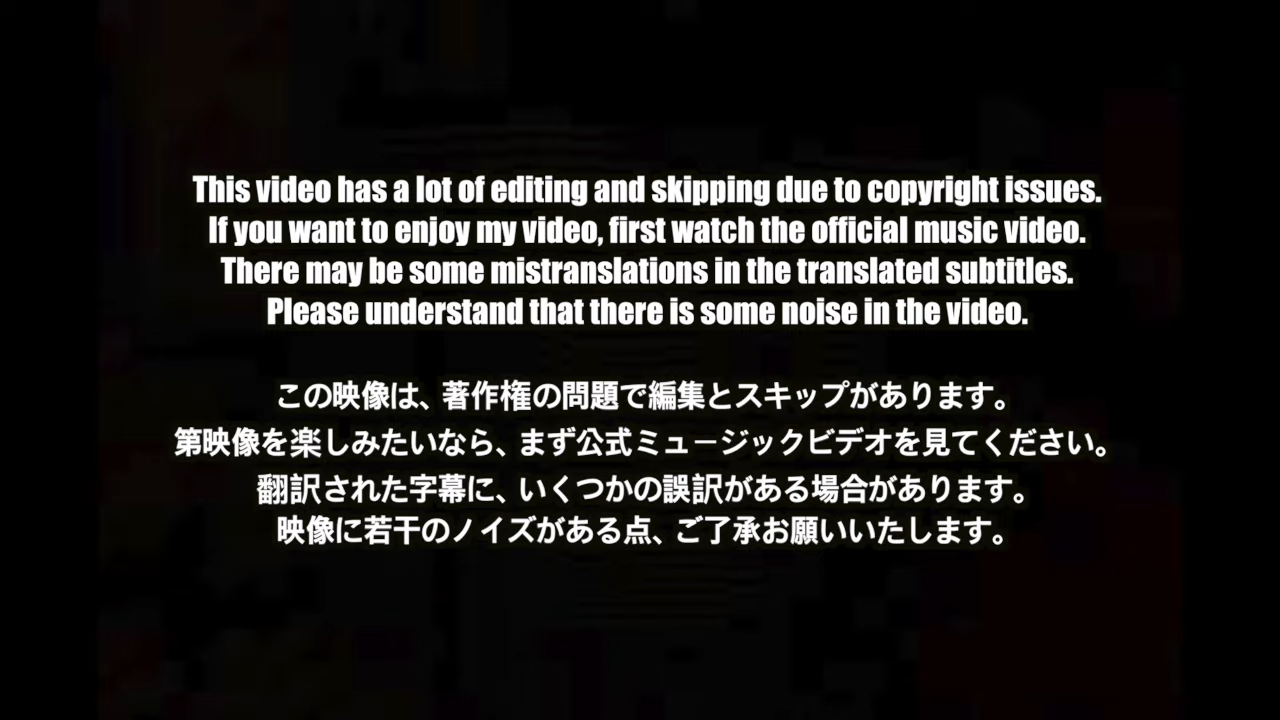 This video has a lot of editing and skipping due to copyright issues.
If you want to enjoy my video, first watch the official music video.
There may be some mistranslations in the translated subtitles.
Please understand that there is some noise in the video.
この映像は、著作権の問題で編集とスキップがあります。
第映像を楽しみたいなら、まず公式ミュージックビデオを見てください。
翻訳された字幕に、いくつかの誤訳がある場合があります。
映像に若干のノイズがある点、ご了承お願いいたします。